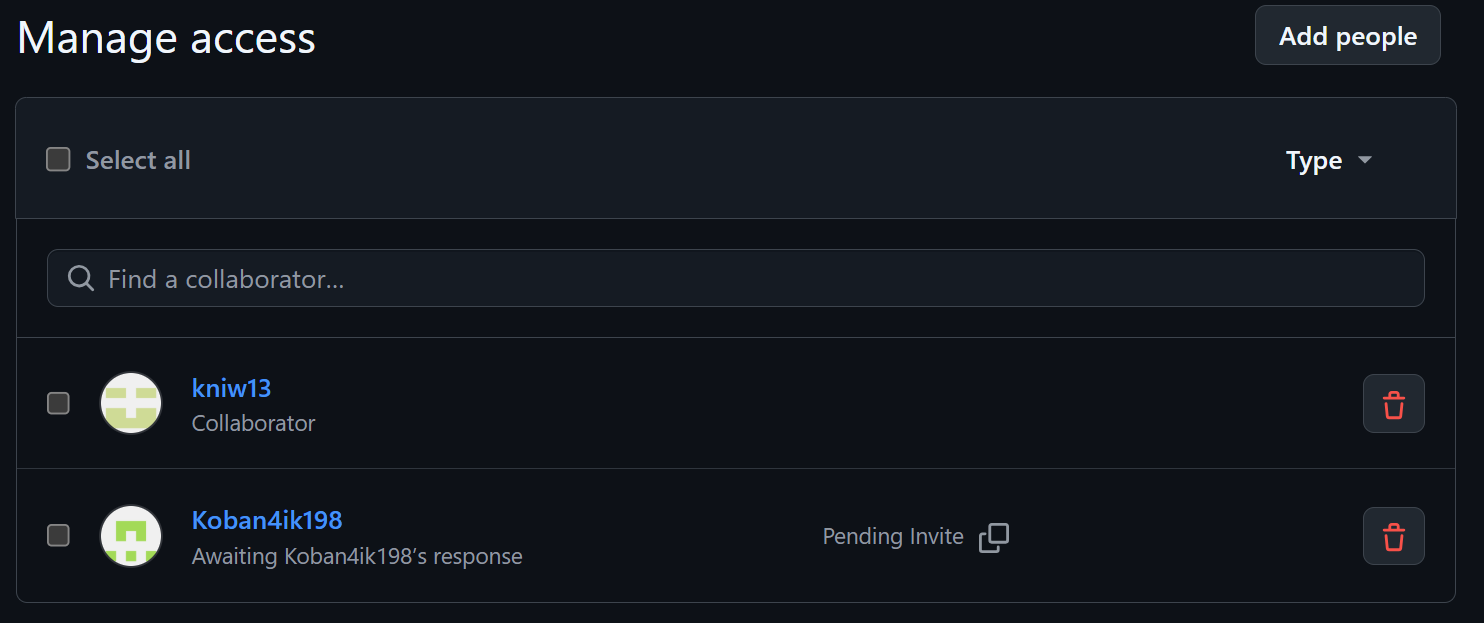 Manage access
Add people
Select all
Type
Find a collaborator...
kniw13
Collaborator
Koban4ik198
Awaiting Koban4ik198’s response
Pending Invite